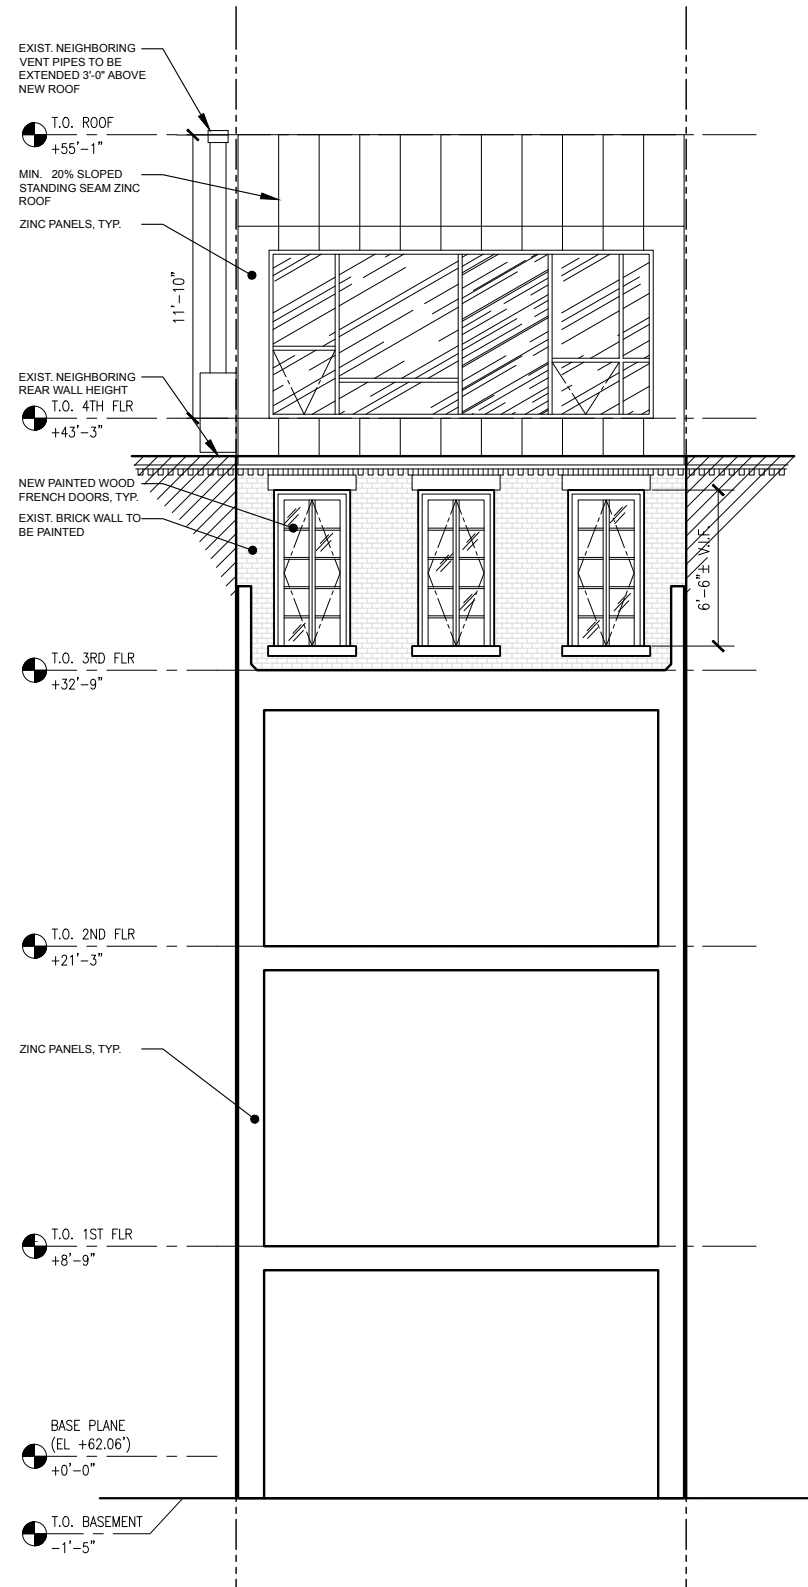 EXIST. NEIGHBORING
VENT PIPES TO BE
EXTENDED 3'-0" ABOVE
NEW ROOF
T.O. ROOF
+55'-1"
MIN. 20% SLOPED
STANDING SEAM ZINC
ROOF
ZINC PANELS, TYP.
11'-10"
EXIST. NEIGHBORING
REAR WALL HEIGHT
T.O. 4TH FLR
+43'-3"
NEW PAINTED WOOD
FRENCH DOORS, TYP.
EXIST. BRICK WALL TO
BE PAINTED
6'-6"± V.I.F.
T.O. 3RD FLR
+32'-9"
T.O. 2ND FLR
+21'-3"
ZINC PANELS, TYP.
T.O. 1ST FLR
+8'-9"
BASE PLANE
(EL +62.06')
+0'-0"
T.O. BASEMENT
-1'-5"